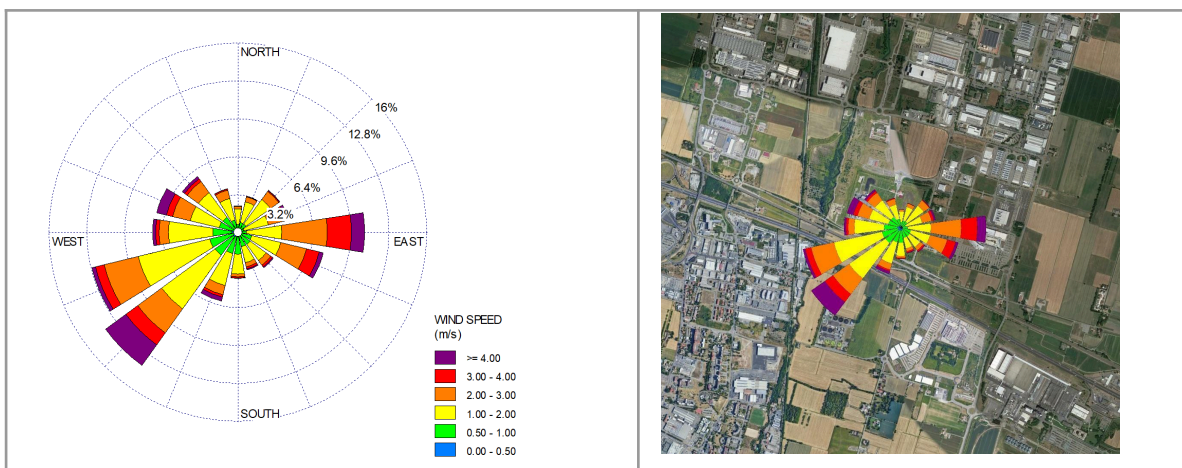 NORTH
16%
12.8%
9.6%
6.4%
3.2%
WEST
EAST
SOUTH
WIND SPEED
(m/s)
>= 4.00
3.00 - 4.00
2.00 - 3.00
1.00 - 2.00
0.50 - 1.00
0.00 - 0.50